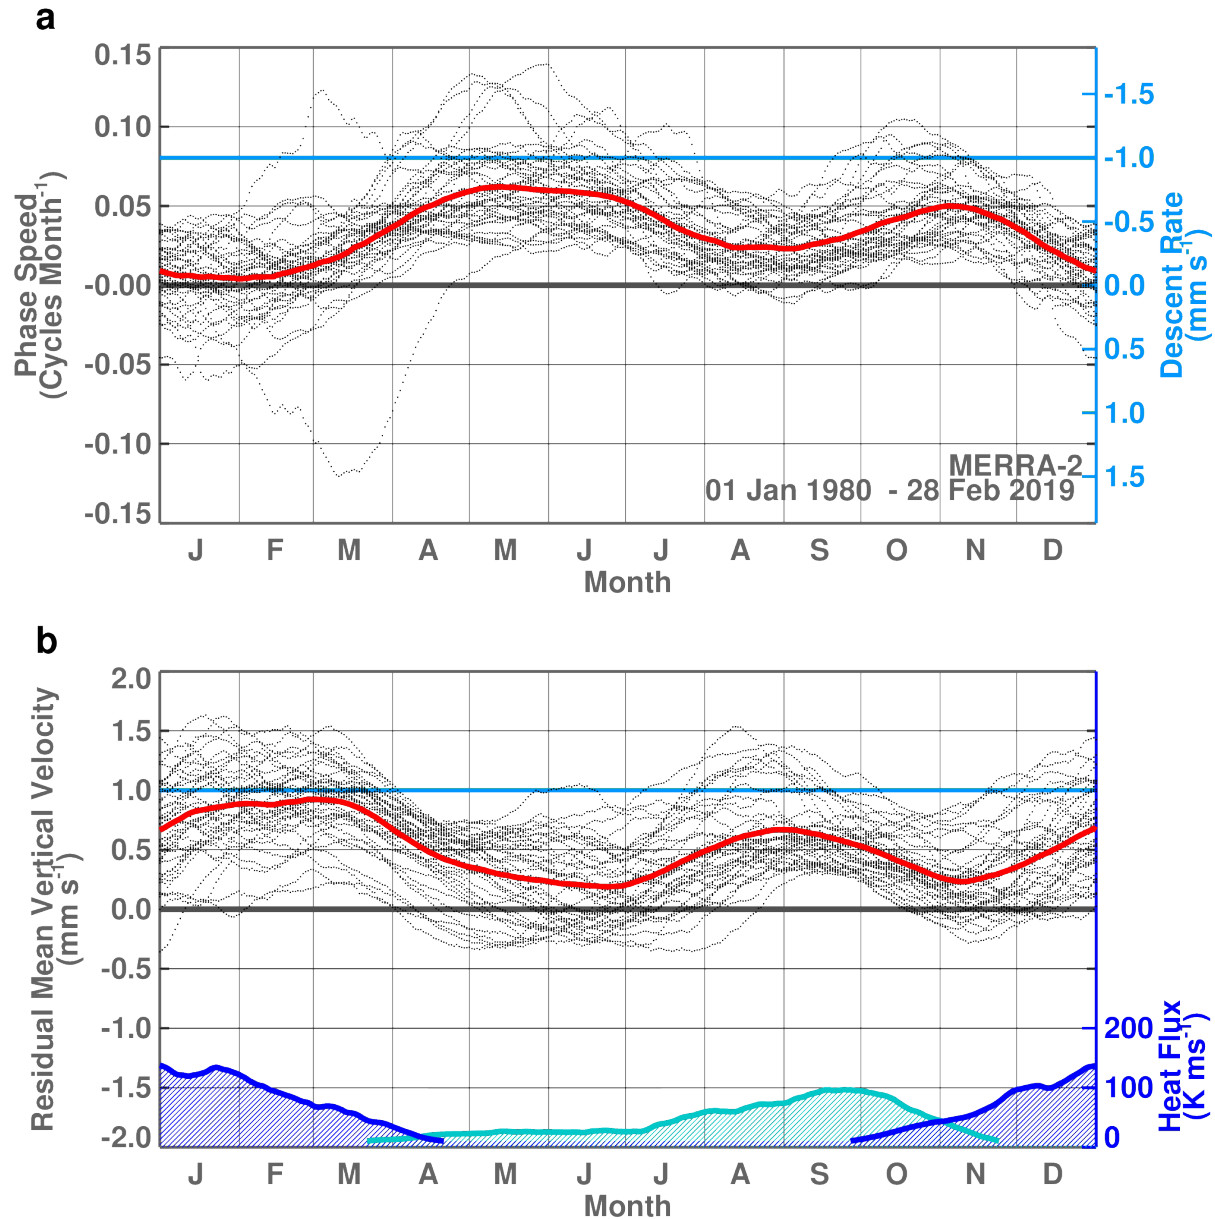 a
0.15
0.10
0.05
-0.00
-0.05
-0.10
-0.15
Phase Speed
(Cycles Month-1)
-1.5
-1.0
-0.5
0.0
0.5
1.0
1.5
Descent Rate
(mm s-1)
MERRA-2
01 Jan 1980 - 28 Feb 2019
J F M A M J J A S O N D
Month
b
2.0
1.5
1.0
0.5
0.0
-0.5
-1.0
-1.5
-2.0
Residual Mean Vertical Velocity
(mm s-1)
200
100
0
Heat Flux
(K ms-1)
J F M A M J J A S O N D
Month